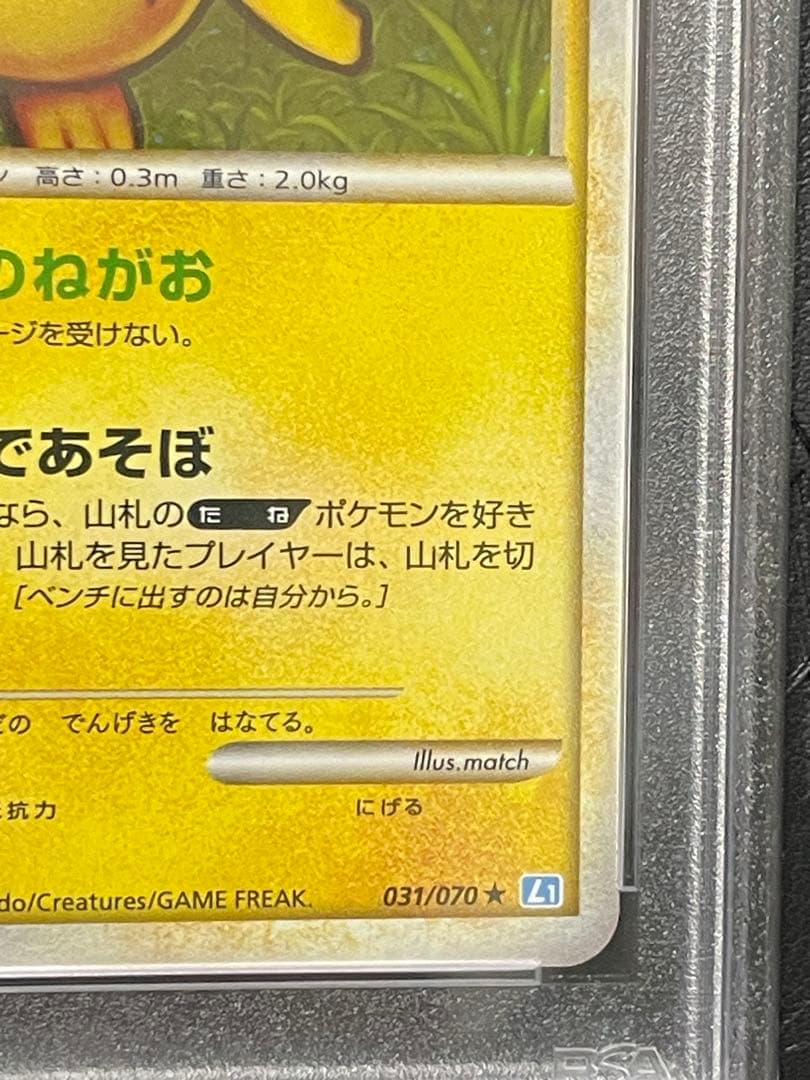 高さ：0.3m 重さ：2.0kg
のねがお
ージを受けない。
であそぼ
なら、山札のたねポケモンを好き
山札を見たプレイヤーは、山札を切
[ベンチに出すのは自分から。]
どの でんげきを はなてる。
Illus.match
抗力 にげる
do/Creatures/GAME FREAK. 031/070 ★ L1
PSA